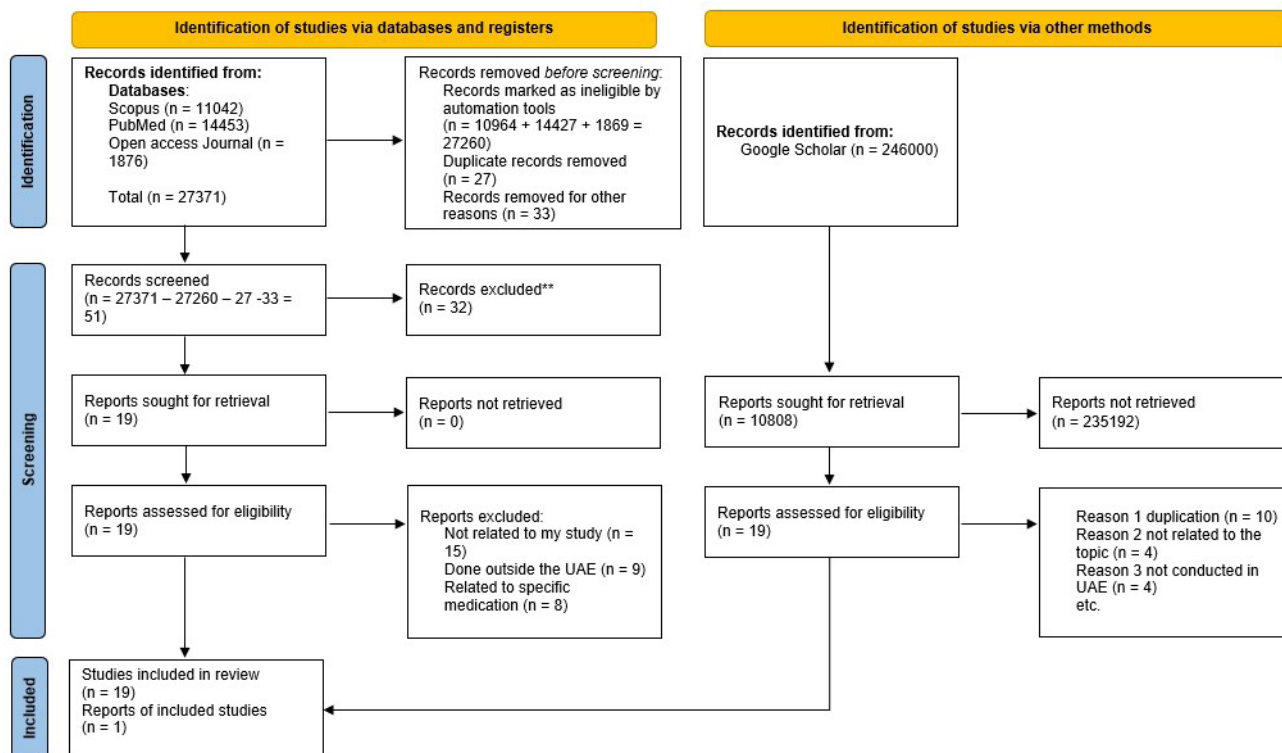 Identification of studies via databases and registers
Identification of studies via other methods
Identification
Records identified from:
Databases:
Scopus (n = 11042)
PubMed (n = 14453)
Open access Journal (n =
1876)
Total (n = 27371)
Records removed before screening:
Records marked as ineligible by
automation tools
(n = 10964 + 14427 + 1869 =
27260)
Duplicate records removed
(n = 27)
Records removed for other
reasons (n = 33)
Records identified from:
Google Scholar (n = 246000)
Screening
Records screened
(n = 27371 – 27260 – 27 -33 =
51)
Records excluded**
(n = 32)
Reports sought for retrieval
(n = 19)
Reports not retrieved
(n = 0)
Reports sought for retrieval
(n = 10808)
Reports not retrieved
(n = 235192)
Reports assessed for eligibility
(n = 19)
Reports excluded:
Not related to my study (n =
15)
Done outside the UAE (n = 9)
Related to specific
medication (n = 8)
Reports assessed for eligibility
(n = 19)
Reason 1 duplication (n = 10)
Reason 2 not related to the
topic (n = 4)
Reason 3 not conducted in
UAE (n = 4)
etc.
Included
Studies included in review
(n = 19)
Reports of included studies
(n = 1)